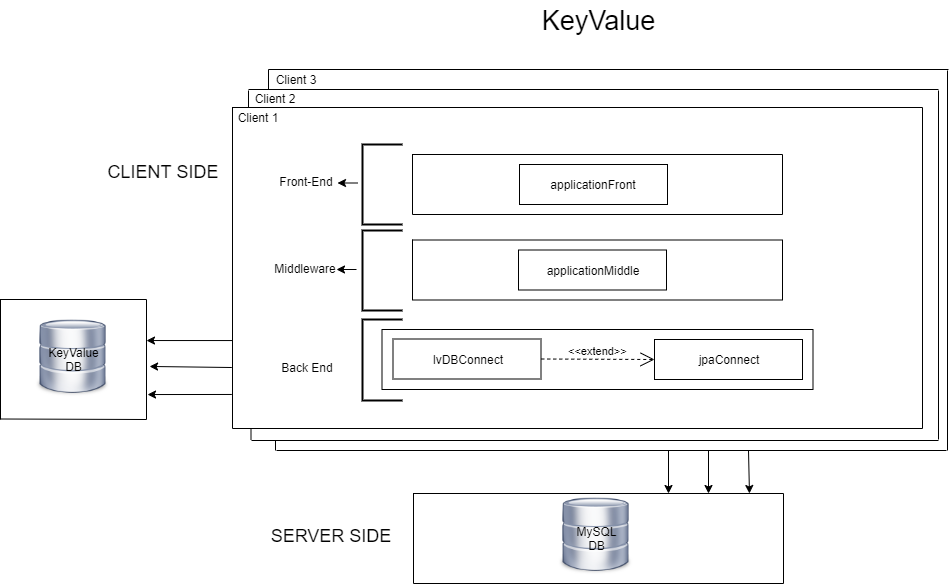 KeyValue
Client 3
Client 2
Client 1
CLIENT SIDE
Front-End
applicationFront
Middleware
applicationMiddle
KeyValue
DB
Back End
lvDBConnect
<<extend>>
jpaConnect
SERVER SIDE
MySQL
DB